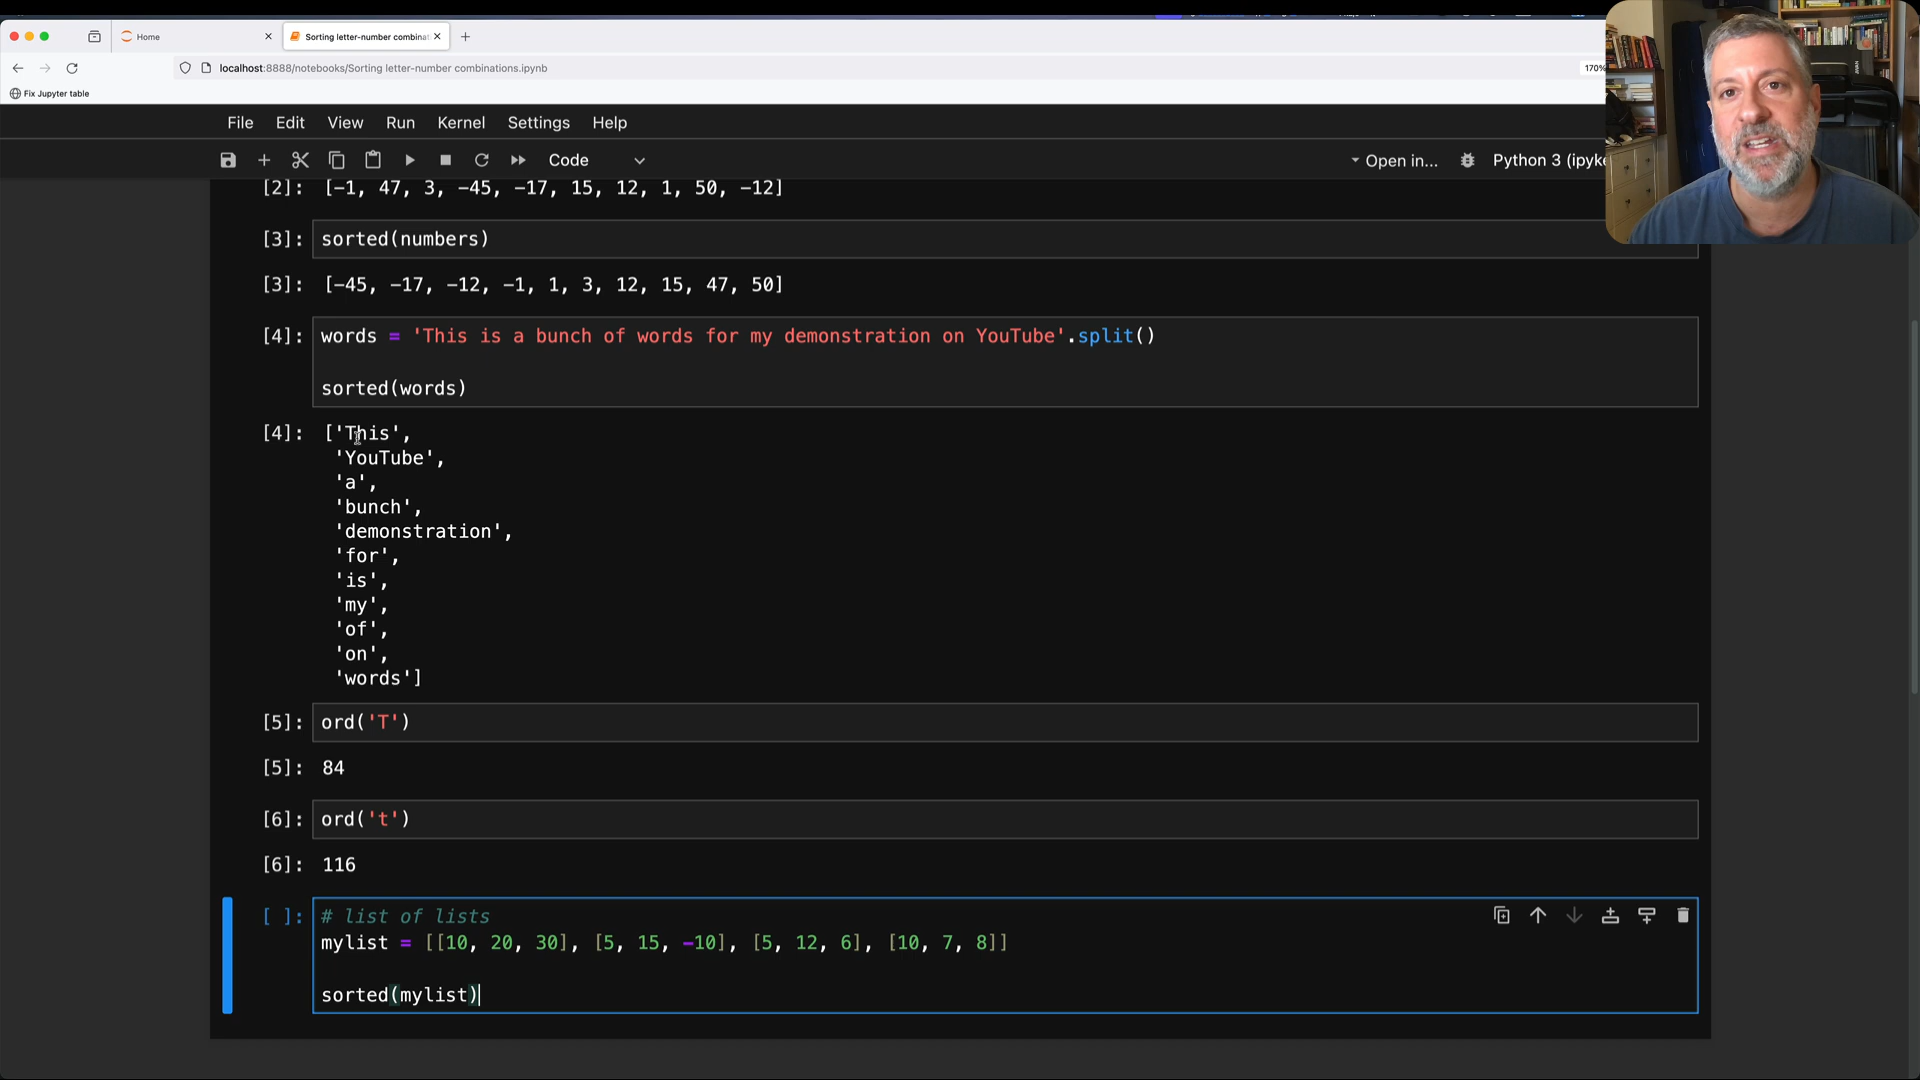 Home
Sorting letter-number combinat
localhost:8888/notebooks/Sorting letter-number combinations.ipynb
170%
Fix Jupyter table
File Edit View Run Kernel Settings Help
Code
Open in...
Python 3 (ipyke
[2]: [-1, 47, 3, -45, -17, 15, 12, 1, 50, -12]
[3]: sorted(numbers)
[3]: [-45, -17, -12, -1, 1, 3, 12, 15, 47, 50]
[4]: words = 'This is a bunch of words for my demonstration on YouTube'.split()
sorted(words)
[4]: ['This',
'YouTube',
'a',
'bunch',
'demonstration',
'for',
'is',
'my',
'of',
'on',
'words']
[5]: ord('T')
[5]: 84
[6]: ord('t')
[6]: 116
[ ]: # list of lists
mylist = [[10, 20, 30], [5, 15, -10], [5, 12, 6], [10, 7, 8]]
sorted(mylist)